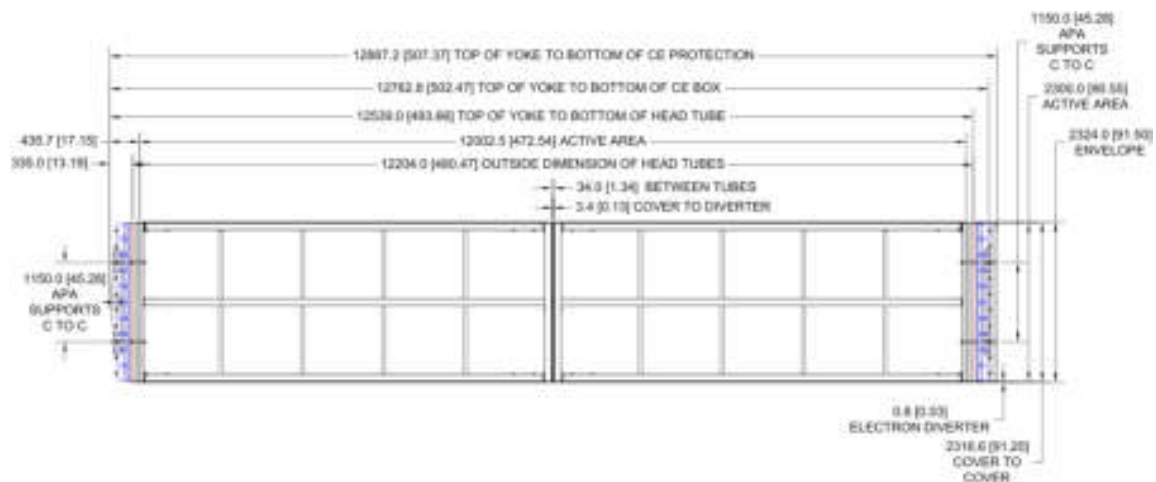 1150.0 [45.28]
APA
SUPPORTS
C TO C
12887.2 [507.37] TOP OF YOKE TO BOTTOM OF CE PROTECTION
12762.8 [502.47] TOP OF YOKE TO BOTTOM OF CE BOX
2300.0 [90.55]
ACTIVE AREA
12539.0 [493.66] TOP OF YOKE TO BOTTOM OF HEAD TUBE
435.7 [17.15]
12002.5 [472.54] ACTIVE AREA
2324.0 [91.50]
ENVELOPE
335.0 [13.19]
12204.0 [480.47] OUTSIDE DIMENSION OF HEAD TUBES
34.0 [1.34] BETWEEN TUBES
3.4 [0.13] COVER TO DIVERTER
1150.0 [45.28]
APA
SUPPORTS
C TO C
0.8 [0.03]
ELECTRON DIVERTER
2316.6 [91.20]
COVER TO
COVER